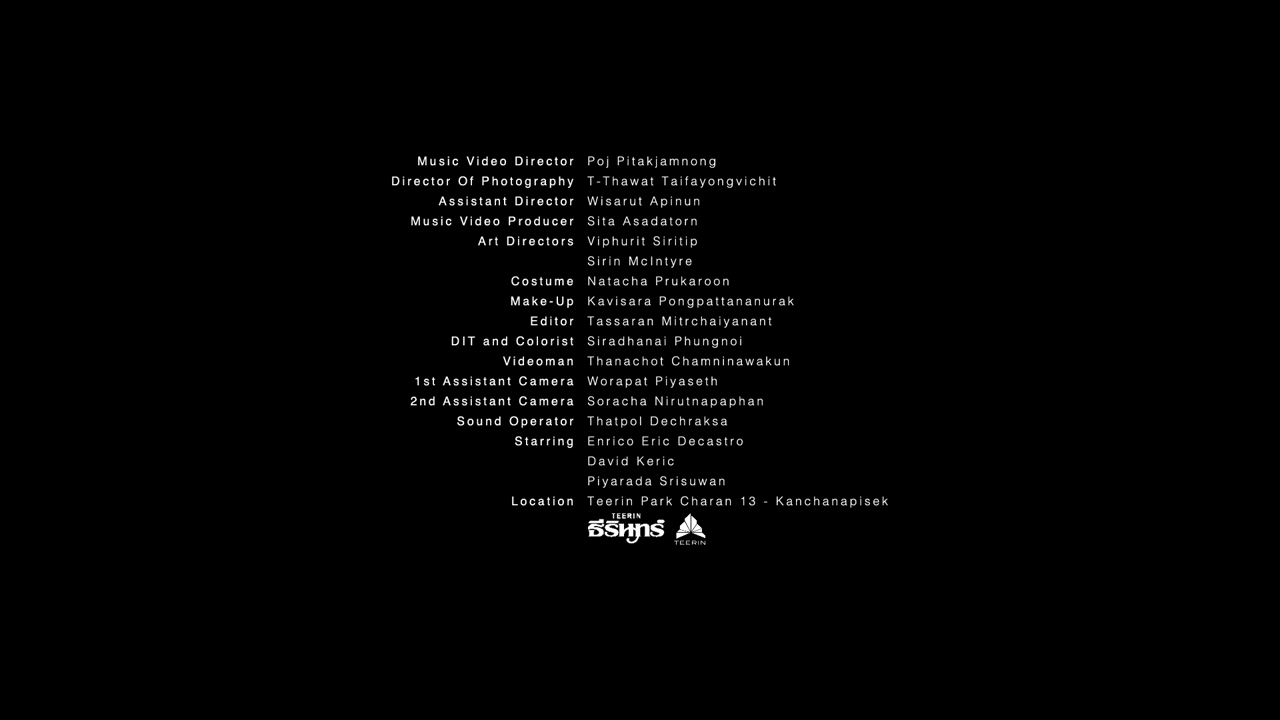 Music Video Director Poj Pitakjamnong
Director Of Photography T-Thawat Taifayongvichit
Assistant Director Wisarut Apinun
Music Video Producer Sita Asadatorn
Art Directors Viphurit Siritip
Sirin McIntyre
Costume Natacha Prukaroon
Make-Up Kavisara Pongpattananurak
Editor Tassaran Mitrchaiyanant
DIT and Colorist Siradhanai Phungnoi
Videoman Thanachot Chamninawakun
1st Assistant Camera Worapat Piyaseth
2nd Assistant Camera Soracha Nirutnapaphan
Sound Operator Thatpol Dechraksa
Starring Enrico Eric Decastro
David Keric
Piyarada Srisuwan
Location Teerin Park Charan 13 - Kanchanapisek
TEERIN
ธีรินทร์ TEERIN